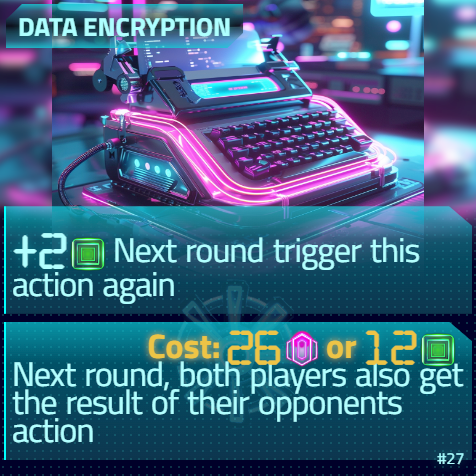 DATA ENCRYPTION
+2 Next round trigger this
action again
Cost: 26 or 12
Next round, both players also get
the result of their opponents
action
#27